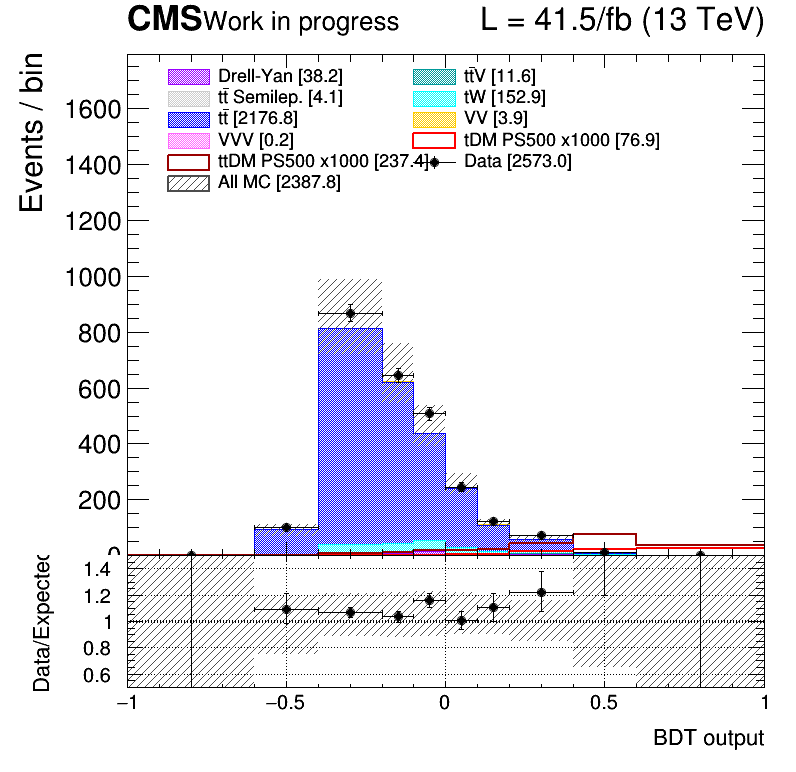 CMS Work in progress L = 41.5/fb (13 TeV)
Events / bin
Drell-Yan [38.2] tt̄V [11.6]
tt̄ Semilep. [4.1] tW [152.9]
tt̄ [2176.8] VV [3.9]
VVV [0.2] tDM PS500 x1000 [76.9]
ttDM PS500 x1000 [237.4] Data [2573.0]
All MC [2387.8]
1600
1400
1200
1000
800
600
400
200
0
Data/Expected
1.4
1.2
1
0.8
0.6
−1 −0.5 0 0.5 1
BDT output